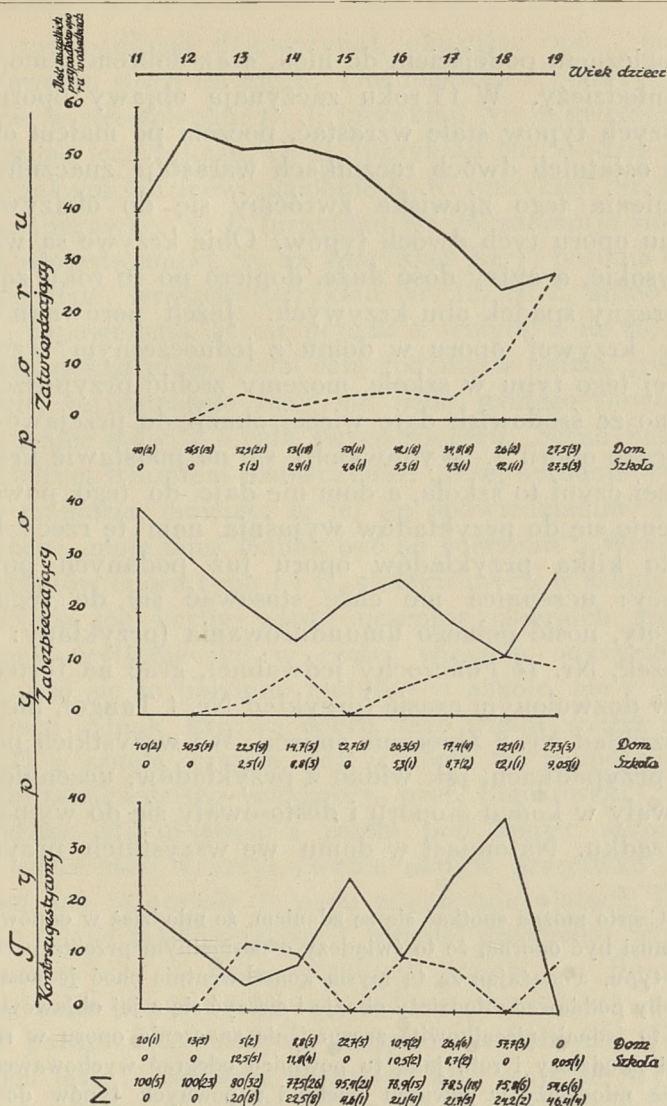 Ilość wszystkich
przypadków opo
ru w odsetkach
11 12 13 14 15 16 17 18 19
Wiek dzieci
Typy oporu
Zatwierdzający
60
50
40
30
20
10
0
40(2) 56,5(13) 52,5(21) 53(18) 50(11) 42,1(8) 34,8(8) 26(2) 27,5(3) Dom
0 0 5(2) 2,9(1) 4,6(1) 5,3(1) 4,3(1) 12,1(1) 27,3(3) Szkoła
Zabezpieczający
40
30
20
10
0
40(2) 30,5(7) 22,5(9) 14,7(5) 22,7(5) 26,3(5) 17,4(4) 12,1(1) 27,3(3) Dom
0 0 2,5(1) 8,8(3) 0 5,3(1) 8,7(2) 12,1(1) 9,05(1) Szkoła
Kontrsugestywny
40
30
20
10
0
20(1) 13(3) 5(2) 8,8(3) 22,7(5) 10,5(2) 26,1(6) 37,7(3) Dom
0 0 12,5(5) 11,8(4) 0 10,5(2) 8,7(2) 0 9,05(1) Szkoła
∑ 100(5) 100(23) 80(32) 77,5(26) 95,4(21) 78,9(15) 78,3(18) 75,8(6) 54,6(6)
0 0 20(8) 22,5(8) 4,6(1) 21,1(4) 21,7(5) 24,2(2) 46,4(4)